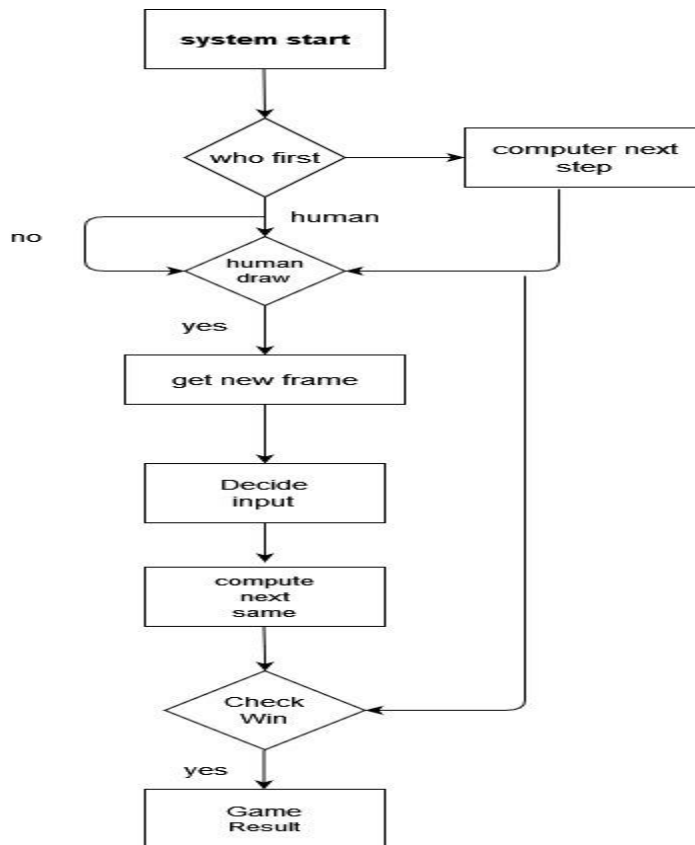 system start
who first
computer next
step
human
no
human
draw
yes
get new frame
Decide
input
compute
next
same
Check
Win
yes
Game
Result